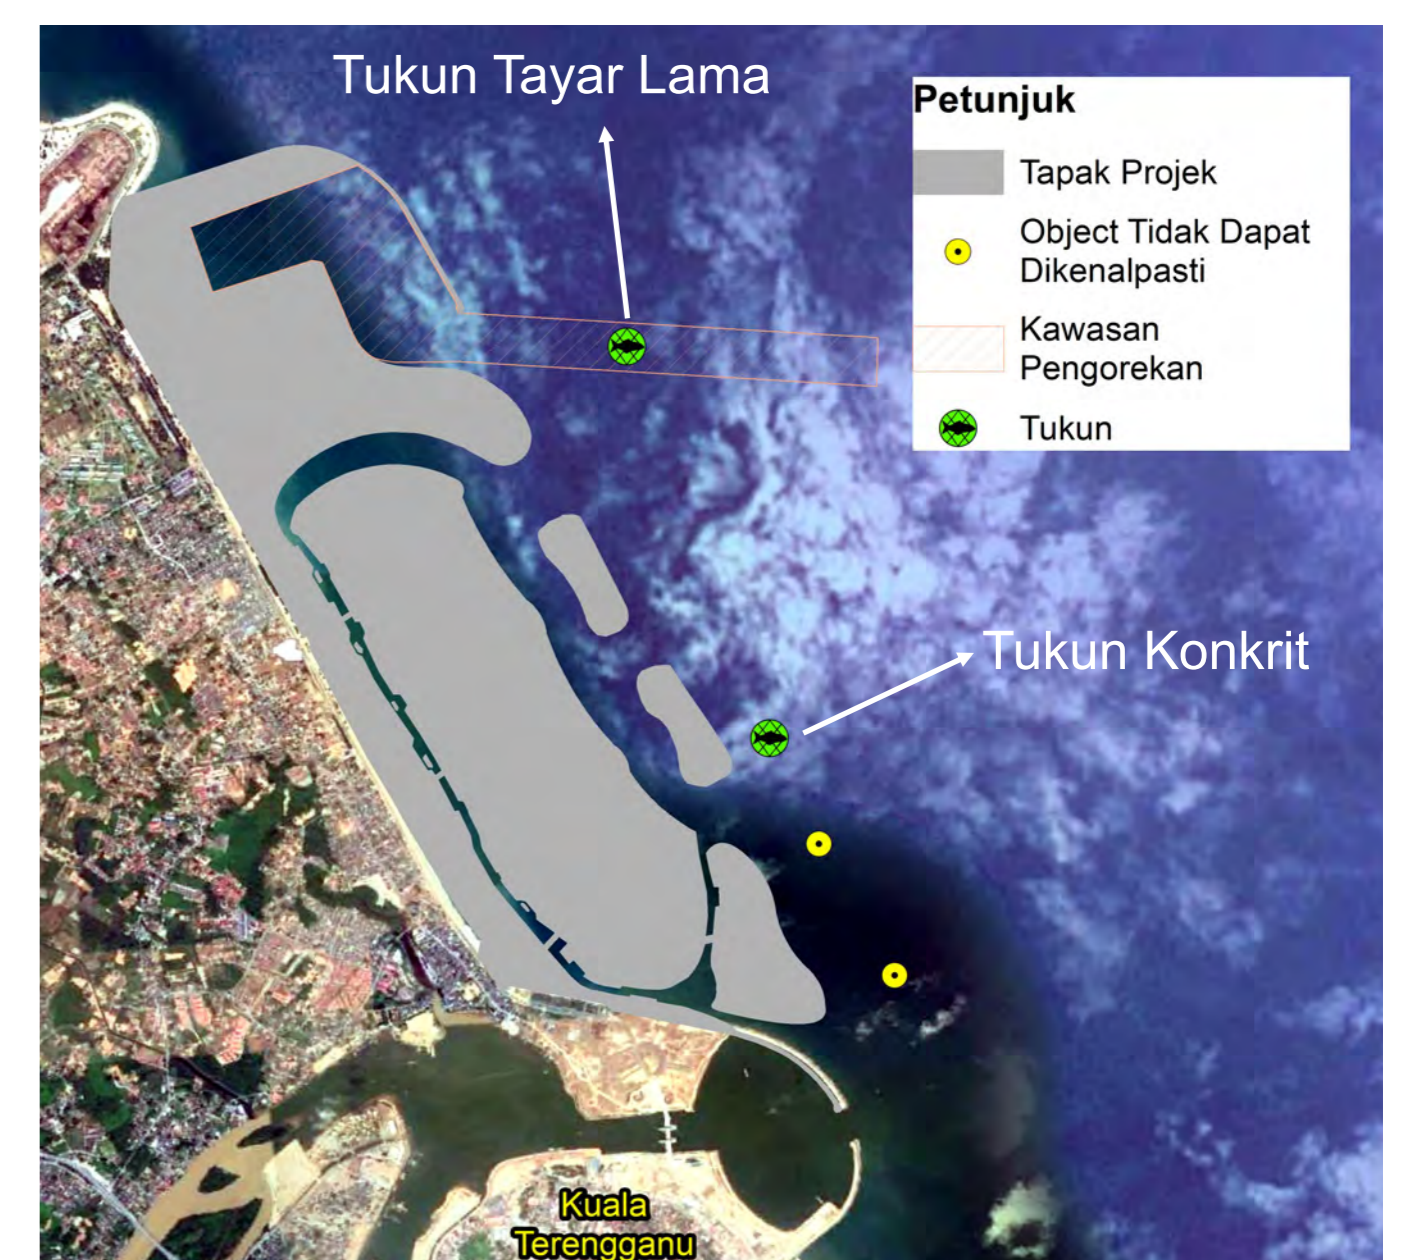 Tukun Tayar Lama
Petunjuk
Tapak Projek
Object Tidak Dapat
Dikenalpasti
Kawasan
Pengorekan
Tukun
Tukun Konkrit
Kuala
Terengganu